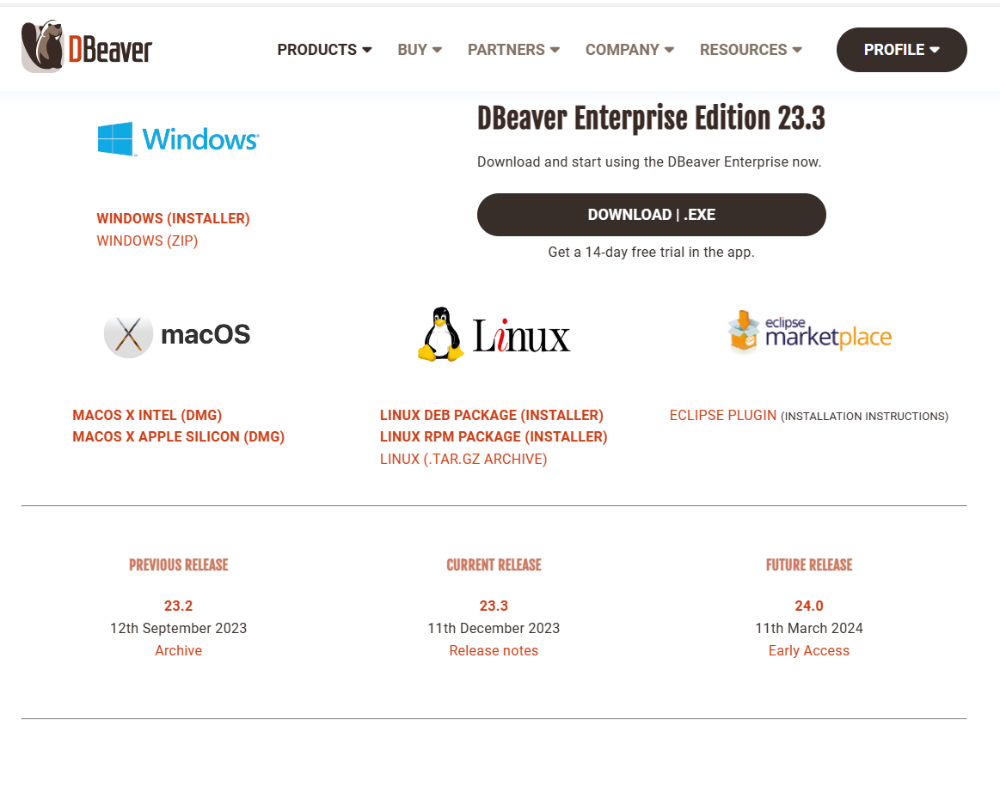 DBeaver
PRODUCTS BUY PARTNERS COMPANY RESOURCES PROFILE
Windows
DBeaver Enterprise Edition 23.3
Download and start using the DBeaver Enterprise now.
DOWNLOAD | .EXE
Get a 14-day free trial in the app.
WINDOWS (INSTALLER)
WINDOWS (ZIP)
macOS
Linux
eclipse
marketplace
MACOS X INTEL (DMG)
MACOS X APPLE SILICON (DMG)
LINUX DEB PACKAGE (INSTALLER)
LINUX RPM PACKAGE (INSTALLER)
LINUX (.TAR.GZ ARCHIVE)
ECLIPSE PLUGIN (INSTALLATION INSTRUCTIONS)
PREVIOUS RELEASE
23.2
12th September 2023
Archive
CURRENT RELEASE
23.3
11th December 2023
Release notes
FUTURE RELEASE
24.0
11th March 2024
Early Access